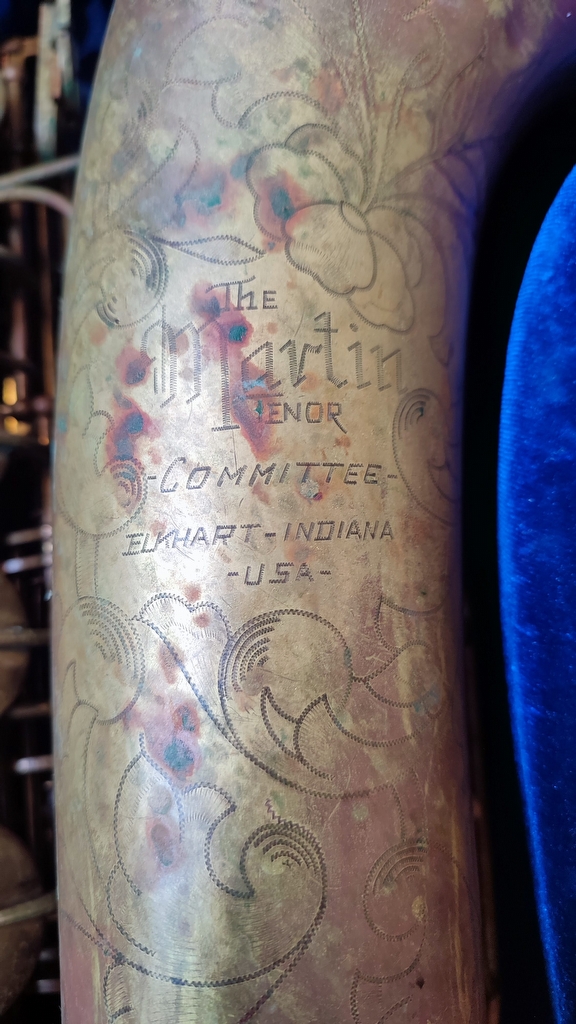 The
Martin
TENOR
-COMMITTEE-
ELKHART-INDIANA
-USA-